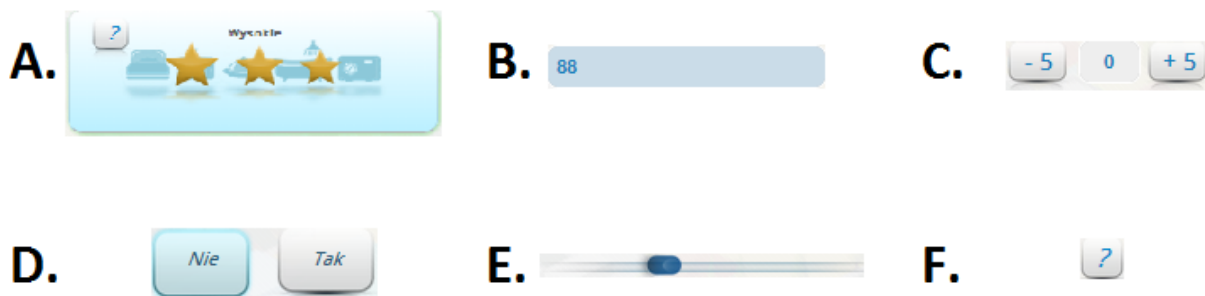 A.
?
Wysokie
B.
88
C.
- 5
0
+ 5
D.
Nie
Tak
E.
F.
?